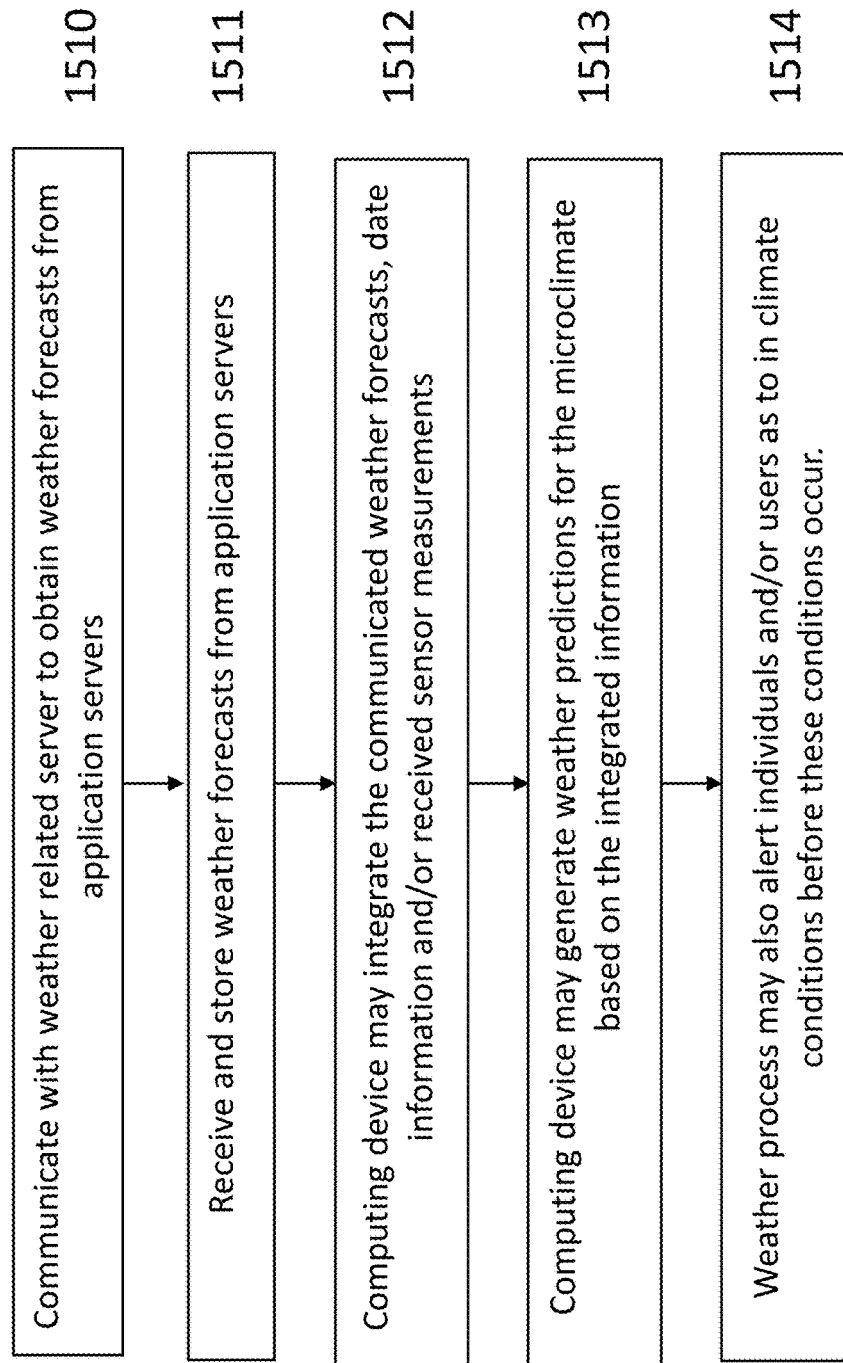 Communicate with weather related server to obtain weather forecasts from
application servers
1510
Receive and store weather forecasts from application servers
1511
Computing device may integrate the communicated weather forecasts, date
information and/or received sensor measurements
1512
Computing device may generate weather predictions for the microclimate
based on the integrated information
1513
Weather process may also alert individuals and/or users as to in climate
conditions before these conditions occur.
1514